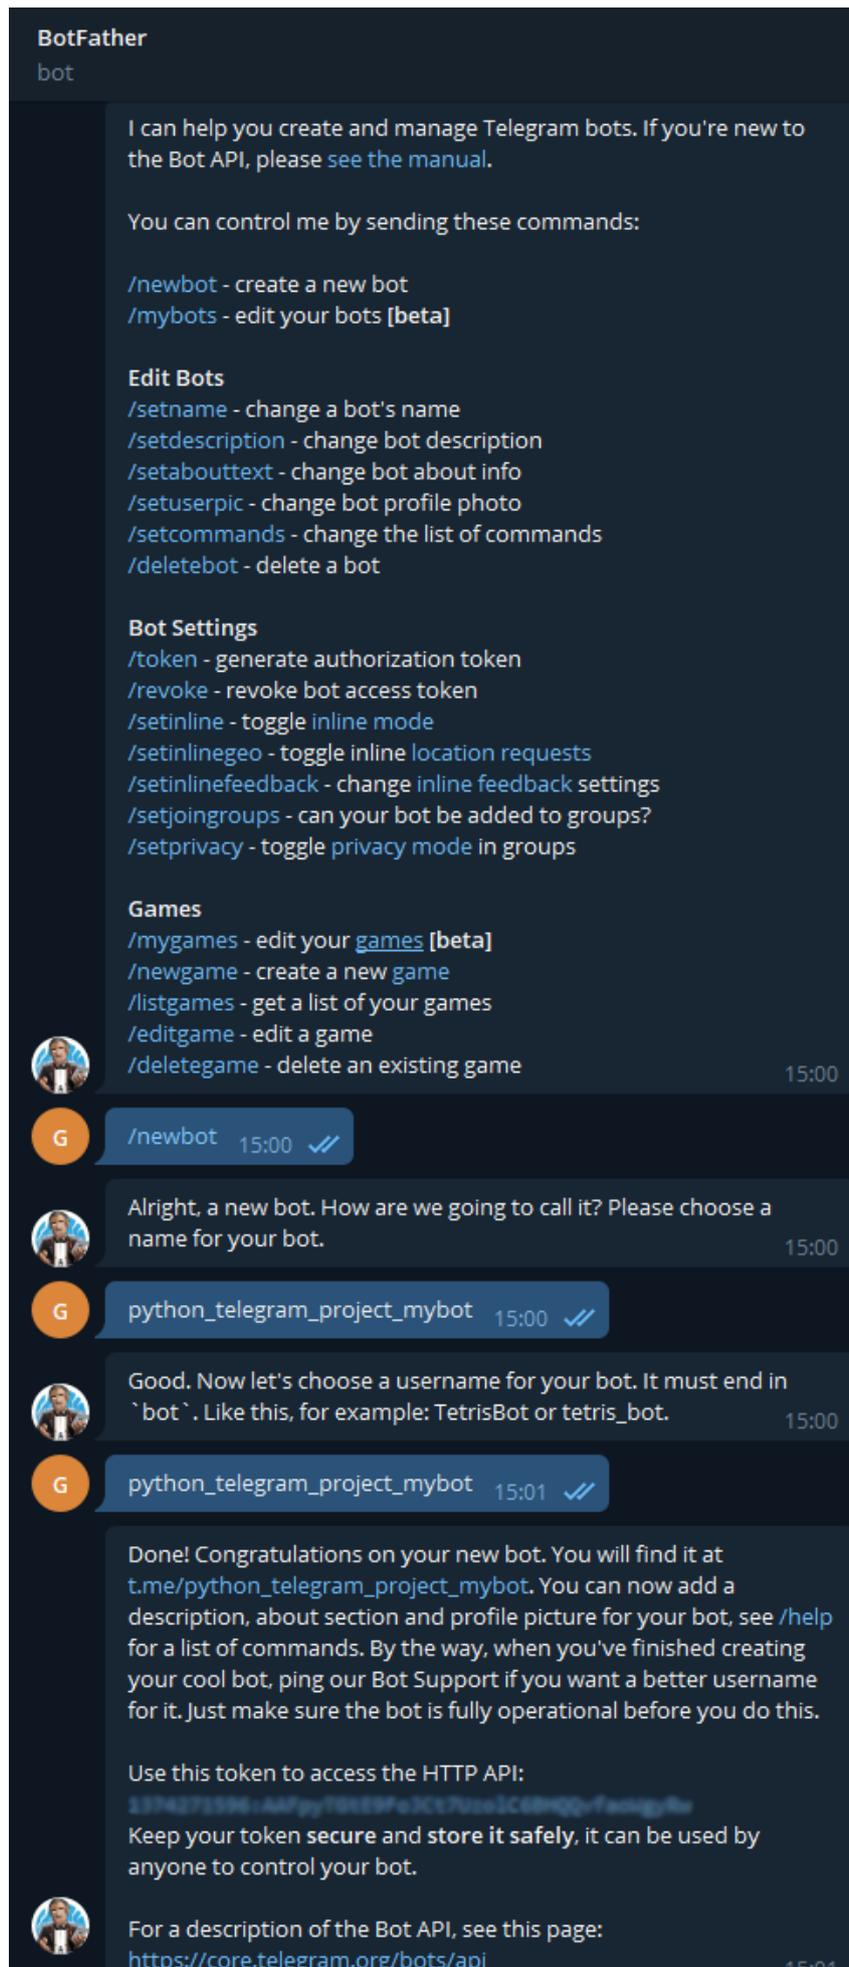 BotFather
bot
I can help you create and manage Telegram bots. If you're new to
the Bot API, please see the manual.
You can control me by sending these commands:
/newbot - create a new bot
/mybots - edit your bots [beta]
Edit Bots
/setname - change a bot's name
/setdescription - change bot description
/setabouttext - change bot about info
/setuserpic - change bot profile photo
/setcommands - change the list of commands
/deletebot - delete a bot
Bot Settings
/token - generate authorization token
/revoke - revoke bot access token
/setinline - toggle inline mode
/setinlinegeo - toggle inline location requests
/setinlinefeedback - change inline feedback settings
/setjoingroups - can your bot be added to groups?
/setprivacy - toggle privacy mode in groups
Games
/mygames - edit your games [beta]
/newgame - create a new game
/listgames - get a list of your games
/editgame - edit a game
/deletegame - delete an existing game
15:00
G
/newbot 15:00
Alright, a new bot. How are we going to call it? Please choose a
name for your bot.
15:00
G
python_telegram_project_mybot 15:00
Good. Now let's choose a username for your bot. It must end in
`bot`. Like this, for example: TetrisBot or tetris_bot.
15:00
G
python_telegram_project_mybot 15:01
Done! Congratulations on your new bot. You will find it at
t.me/python_telegram_project_mybot. You can now add a
description, about section and profile picture for your bot, see /help
for a list of commands. By the way, when you've finished creating
your cool bot, ping our Bot Support if you want a better username
for it. Just make sure the bot is fully operational before you do this.
Use this token to access the HTTP API:
Keep your token secure and store it safely, it can be used by
anyone to control your bot.
For a description of the Bot API, see this page:
https://core.telegram.org/bots/api
15:01